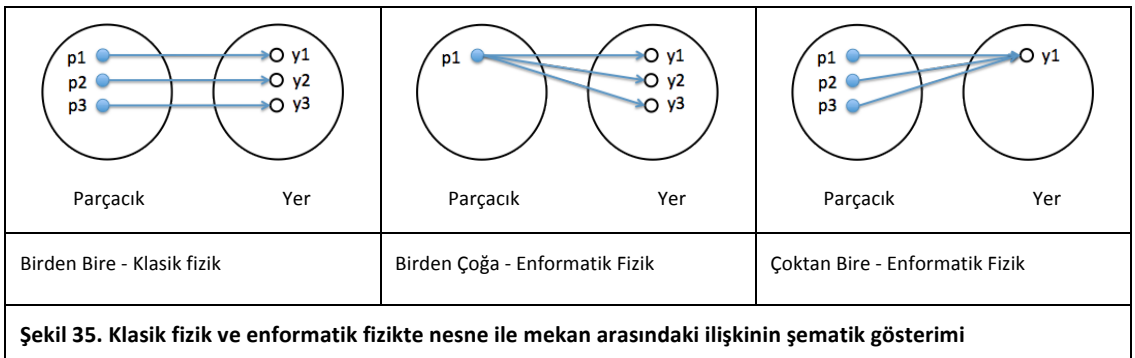 p1 y1
p2 y2
p3 y3
Parçacık Yer
p1 y1
y2
y3
Parçacık Yer
p1 y1
p2
p3
Parçacık Yer
Birden Bire - Klasik fizik
Birden Çoğa - Enformatik Fizik
Çoktan Bire - Enformatik Fizik
Şekil 35. Klasik fizik ve enformatik fizikte nesne ile mekan arasındaki ilişkinin şematik gösterimi